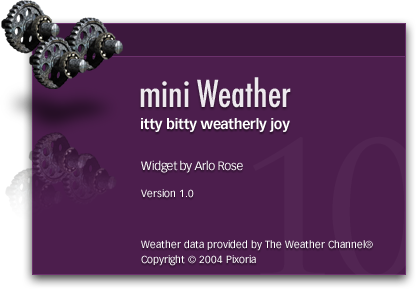 mini Weather
itty bitty weatherly joy
Widget by Arlo Rose
Version 1.0
10
Weather data provided by The Weather Channel®
Copyright © 2004 Pixoria